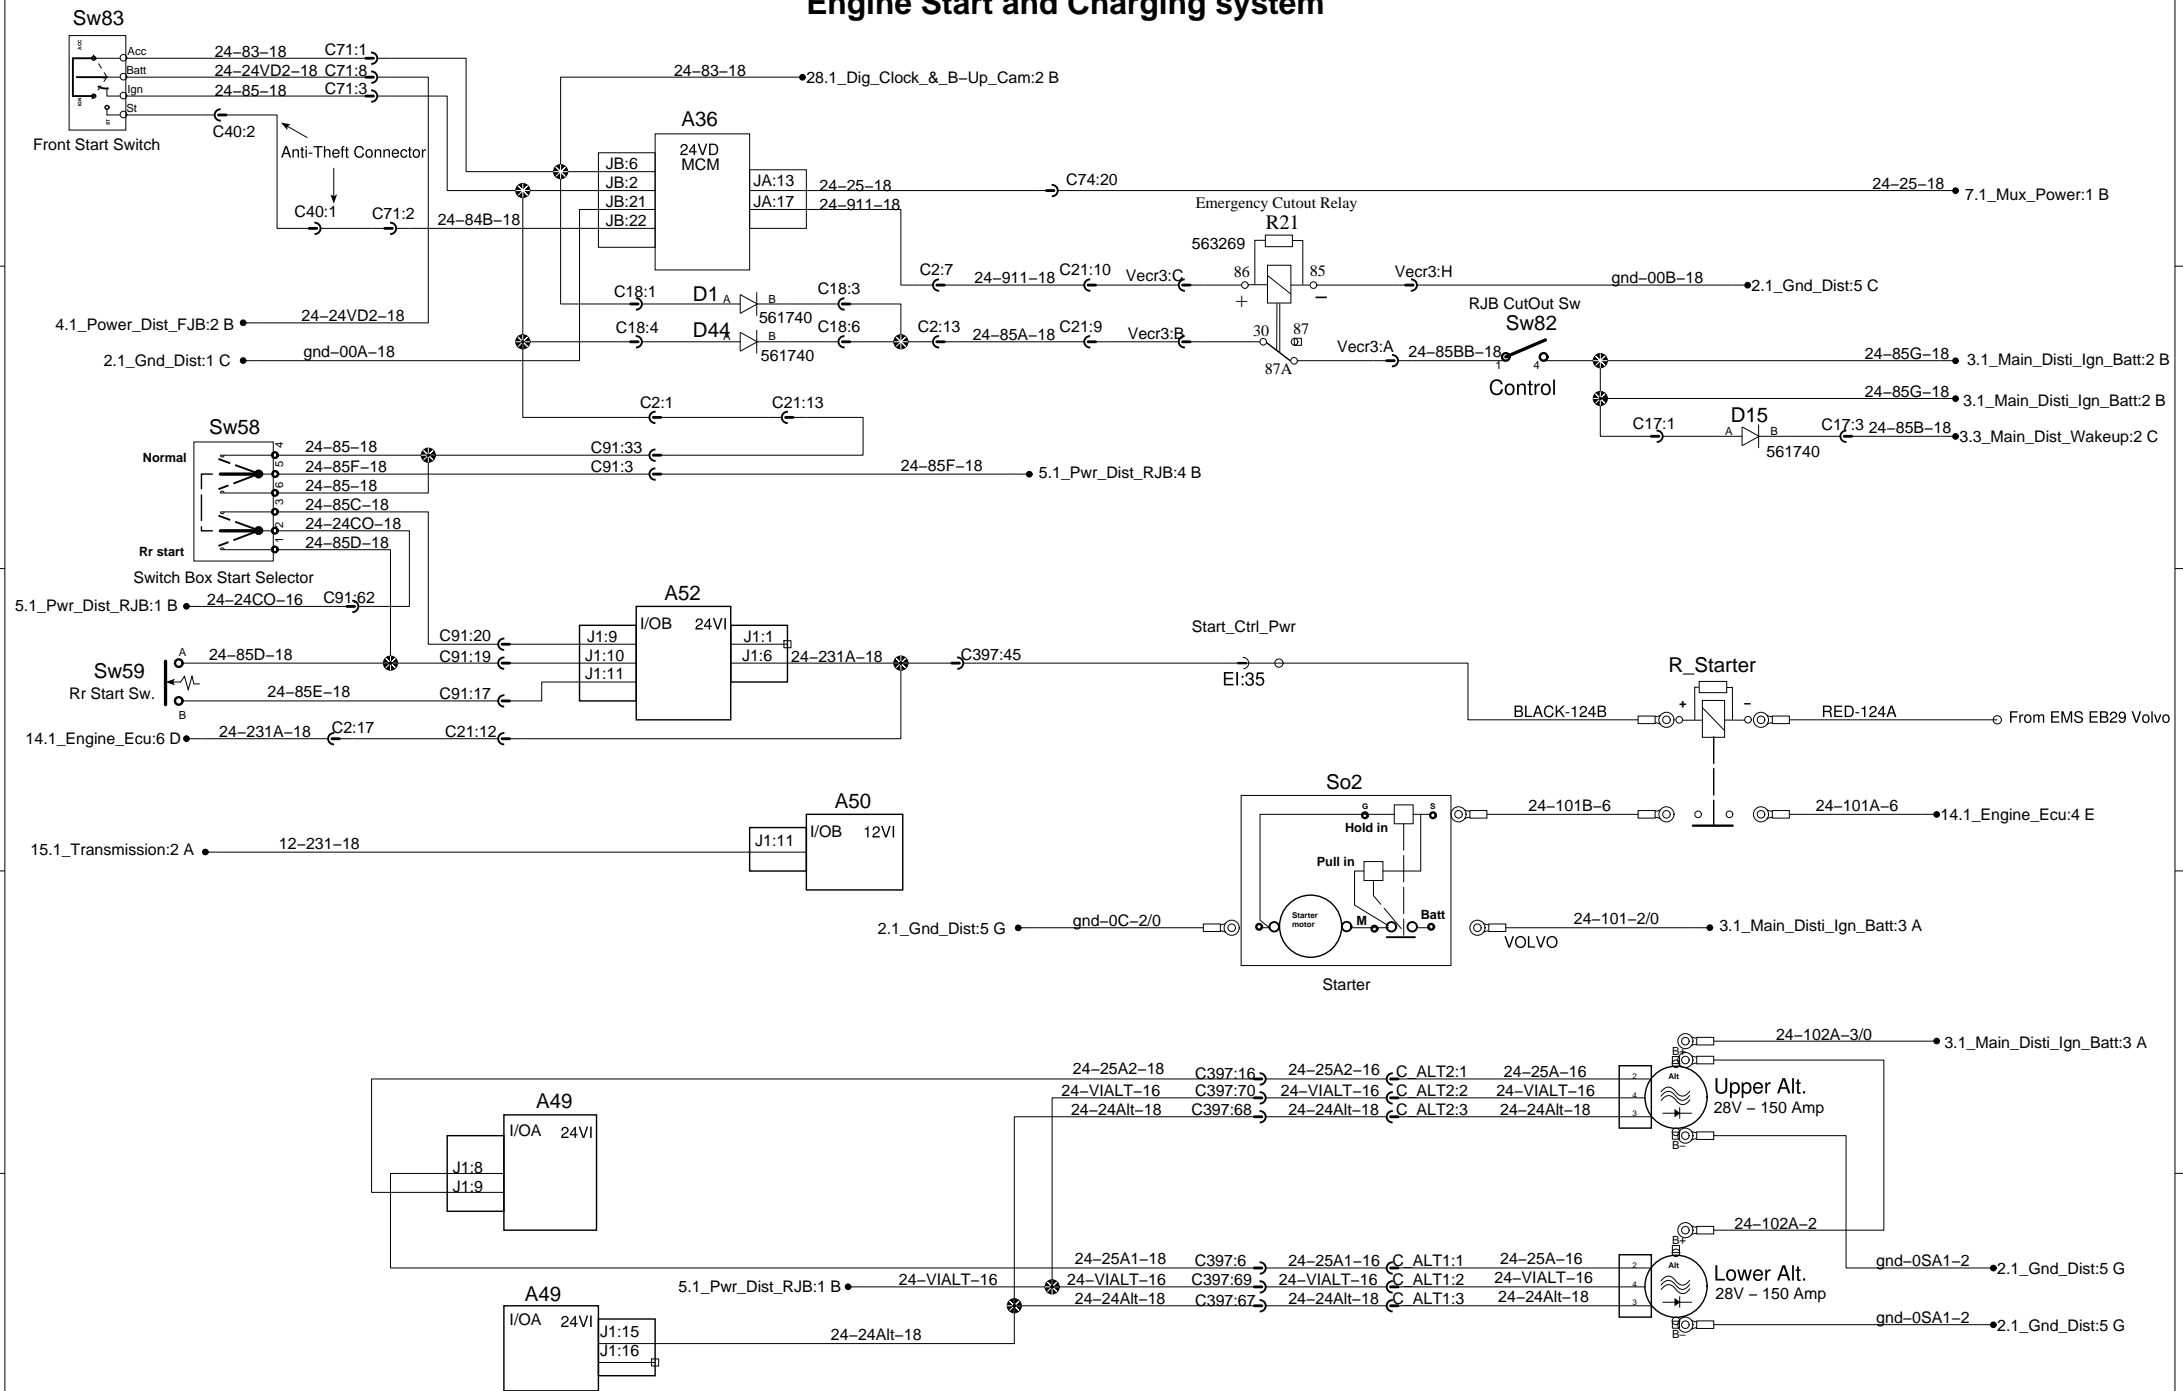 Engine Start and Charging system
Sw83
Acc
24–83–18
C71:1
Batt
24–24VD2–18
C71:8
Ign
24–85–18
C71:3
St
C40:2
Front Start Switch
Anti-Theft Connector
C40:1
C71:2
24–84B–18
24–83–18
28.1_Dig_Clock_&_B–Up_Cam:2 B
A36
24VD
MCM
JB:6
JB:2
JB:21
JB:22
JA:13
JA:17
24–25–18
24–911–18
C74:20
24–25–18
7.1_Mux_Power:1 B
Emergency Cutout Relay
R21
563269
C2:7
24–911–18
C21:10
Vecr3:C
86
85
+
–
Vecr3:H
gnd–00B–18
2.1_Gnd_Dist:5 C
4.1_Power_Dist_FJB:2 B
24–24VD2–18
2.1_Gnd_Dist:1 C
gnd–00A–18
C18:1
D1
A
B
561740
C18:3
C18:4
D44
A
B
561740
C18:6
C2:13
24–85A–18
C21:9
Vecr3:B
30
87
87A
Vecr3:A
24–85BB–18
RJB CutOut Sw
Sw82
1
4
Control
24–85G–18
3.1_Main_Disti_Ign_Batt:2 B
24–85G–18
3.1_Main_Disti_Ign_Batt:2 B
C17:1
D15
A
B
561740
C17:3
24–85B–18
3.3_Main_Dist_Wakeup:2 C
C2:1
C21:13
Sw58
Normal
4
24–85–18
C91:33
5
24–85F–18
C91:3
24–85F–18
5.1_Pwr_Dist_RJB:4 B
6
24–85–18
3
24–85C–18
2
24–24CO–18
1
24–85D–18
Rr start
Switch Box Start Selector
5.1_Pwr_Dist_RJB:1 B
24–24CO–16
C91:62
A52
I/OB
24VI
J1:9
J1:10
J1:11
J1:1
J1:6
C91:20
C91:19
C91:17
Sw59
Rr Start Sw.
A
24–85D–18
B
24–85E–18
24–231A–18
C397:45
Start_Ctrl_Pwr
EI:35
14.1_Engine_Ecu:6 D
24–231A–18
C2:17
C21:12
R_Starter
BLACK-124B
+
–
RED-124A
From EMS EB29 Volvo
A50
I/OB
12VI
J1:11
15.1_Transmission:2 A
12–231–18
So2
G
S
Hold in
Pull in
Starter
motor
M
Batt
Starter
24–101B–6
24–101A–6
14.1_Engine_Ecu:4 E
2.1_Gnd_Dist:5 G
gnd–0C–2/0
VOLVO
24–101–2/0
3.1_Main_Disti_Ign_Batt:3 A
24–102A–3/0
3.1_Main_Disti_Ign_Batt:3 A
24–25A2–18
C397:16
24–25A2–16
C_ALT2:1
24–25A–16
2
24–VIALT–16
C397:70
24–VIALT–16
C_ALT2:2
24–VIALT–16
4
24–24Alt–18
C397:68
24–24Alt–18
C_ALT2:3
24–24Alt–18
3
B+
Alt
B–
Upper Alt.
28V – 150 Amp
A49
I/OA
24VI
J1:8
J1:9
24–102A–2
24–25A1–18
C397:6
24–25A1–16
C_ALT1:1
24–25A–16
2
5.1_Pwr_Dist_RJB:1 B
24–VIALT–16
24–VIALT–16
C397:69
24–VIALT–16
C_ALT1:2
24–VIALT–16
4
24–24Alt–18
C397:67
24–24Alt–18
C_ALT1:3
24–24Alt–18
3
B+
Alt
B–
Lower Alt.
28V – 150 Amp
gnd–0SA1–2
2.1_Gnd_Dist:5 G
gnd–0SA1–2
2.1_Gnd_Dist:5 G
A49
I/OA
24VI
J1:15
J1:16
24–24Alt–18